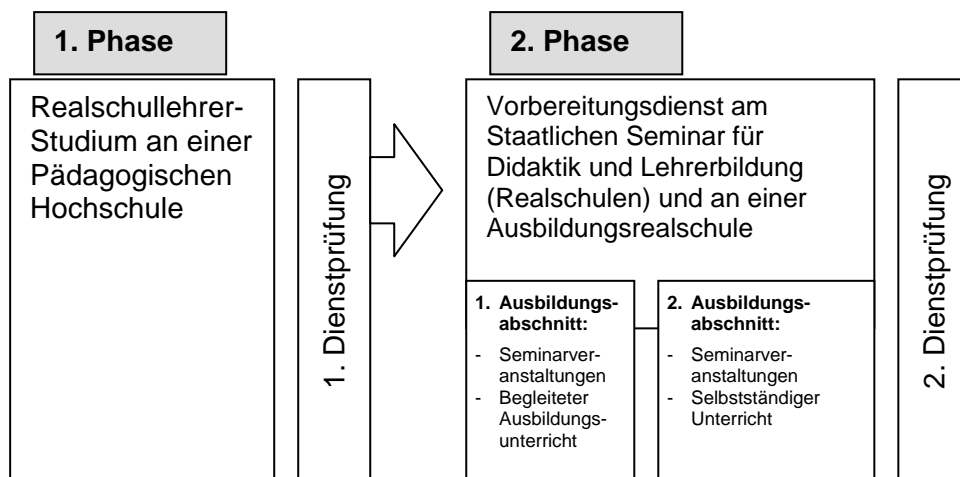 1. Phase
Realschullehrer-
Studium an einer
Pädagogischen
Hochschule
1. Dienstprüfung
2. Phase
Vorbereitungsdienst am
Staatlichen Seminar für
Didaktik und Lehrerbildung
(Realschulen) und an einer
Ausbildungsrealschule
1. Ausbildungs-
abschnitt:
- Seminarver-
anstaltungen
- Begleiteter
Ausbildungs-
unterricht
2. Ausbildungs-
abschnitt:
- Seminarver-
anstaltungen
- Selbstständiger
Unterricht
2. Dienstprüfung